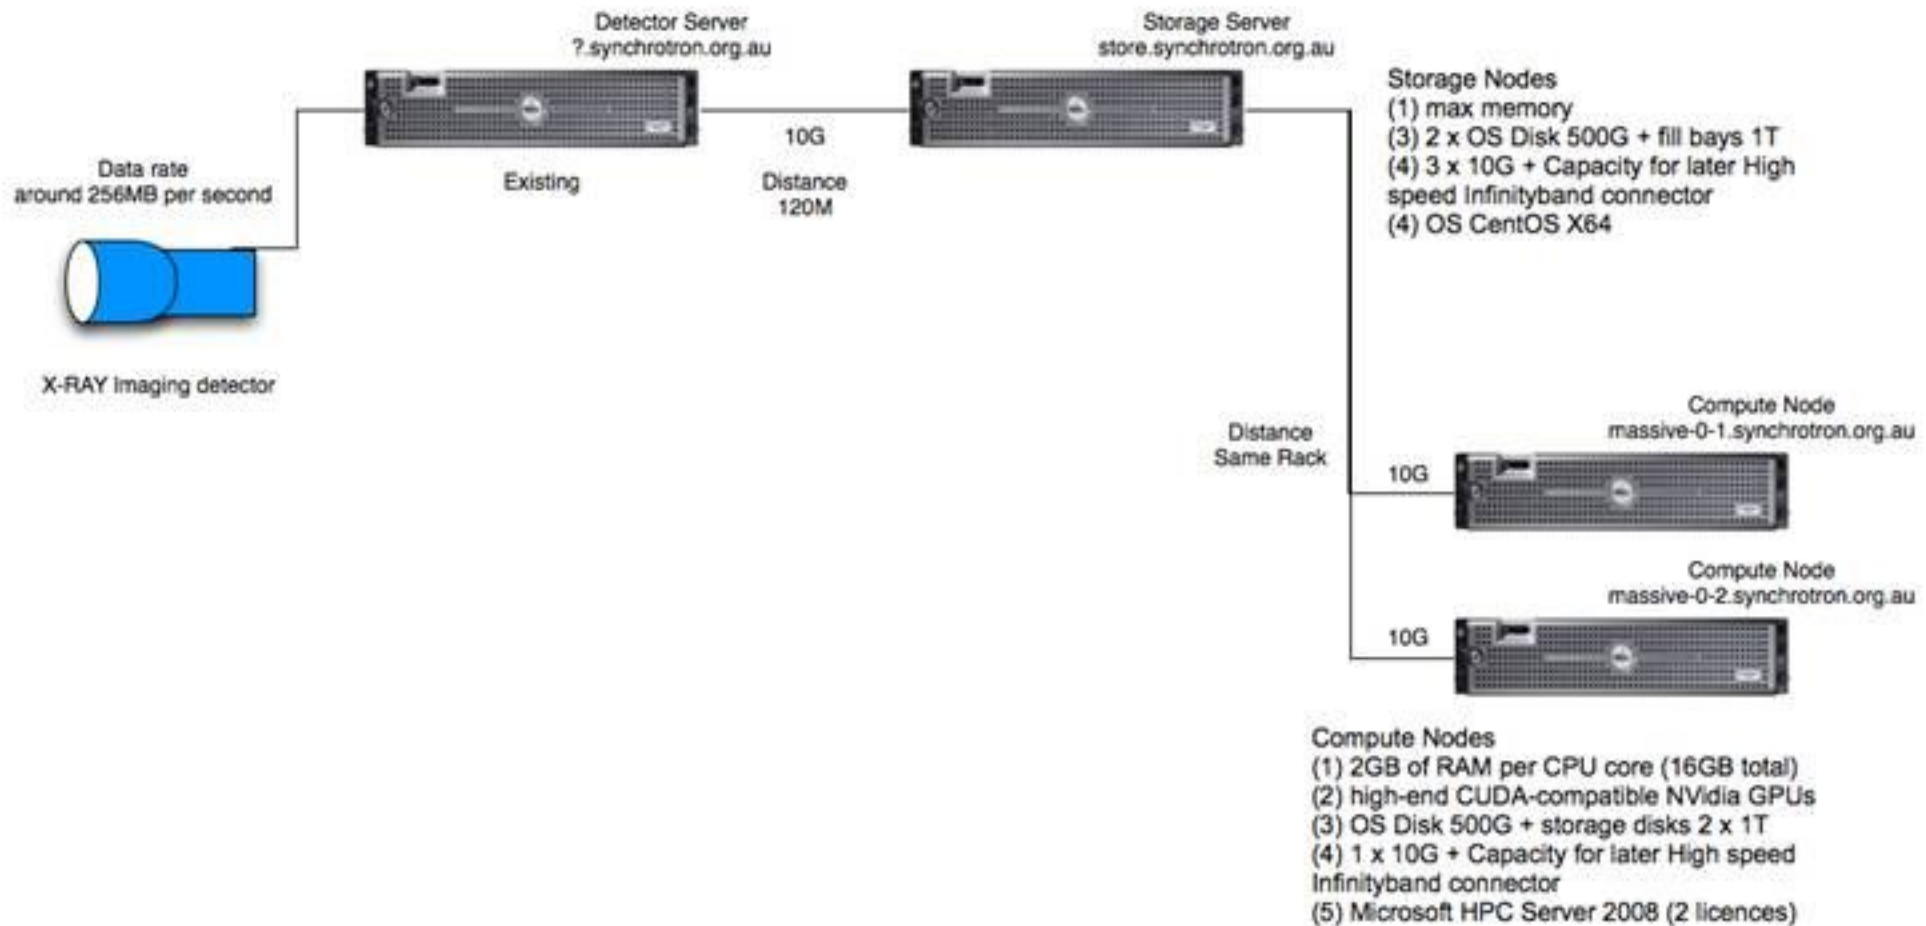 Detector Server
?.synchrotron.org.au
Storage Server
store.synchrotron.org.au
Storage Nodes
(1) max memory
(3) 2 x OS Disk 500G + fill bays 1T
(4) 3 x 10G + Capacity for later High
speed Infinityband connector
(4) OS CentOS X64
10G
Data rate
around 256MB per second
Existing
Distance
120M
X-RAY Imaging detector
Distance
Same Rack
Compute Node
massive-0-1.synchrotron.org.au
10G
Compute Node
massive-0-2.synchrotron.org.au
10G
Compute Nodes
(1) 2GB of RAM per CPU core (16GB total)
(2) high-end CUDA-compatible NVidia GPUs
(3) OS Disk 500G + storage disks 2 x 1T
(4) 1 x 10G + Capacity for later High speed
Infinityband connector
(5) Microsoft HPC Server 2008 (2 licences)